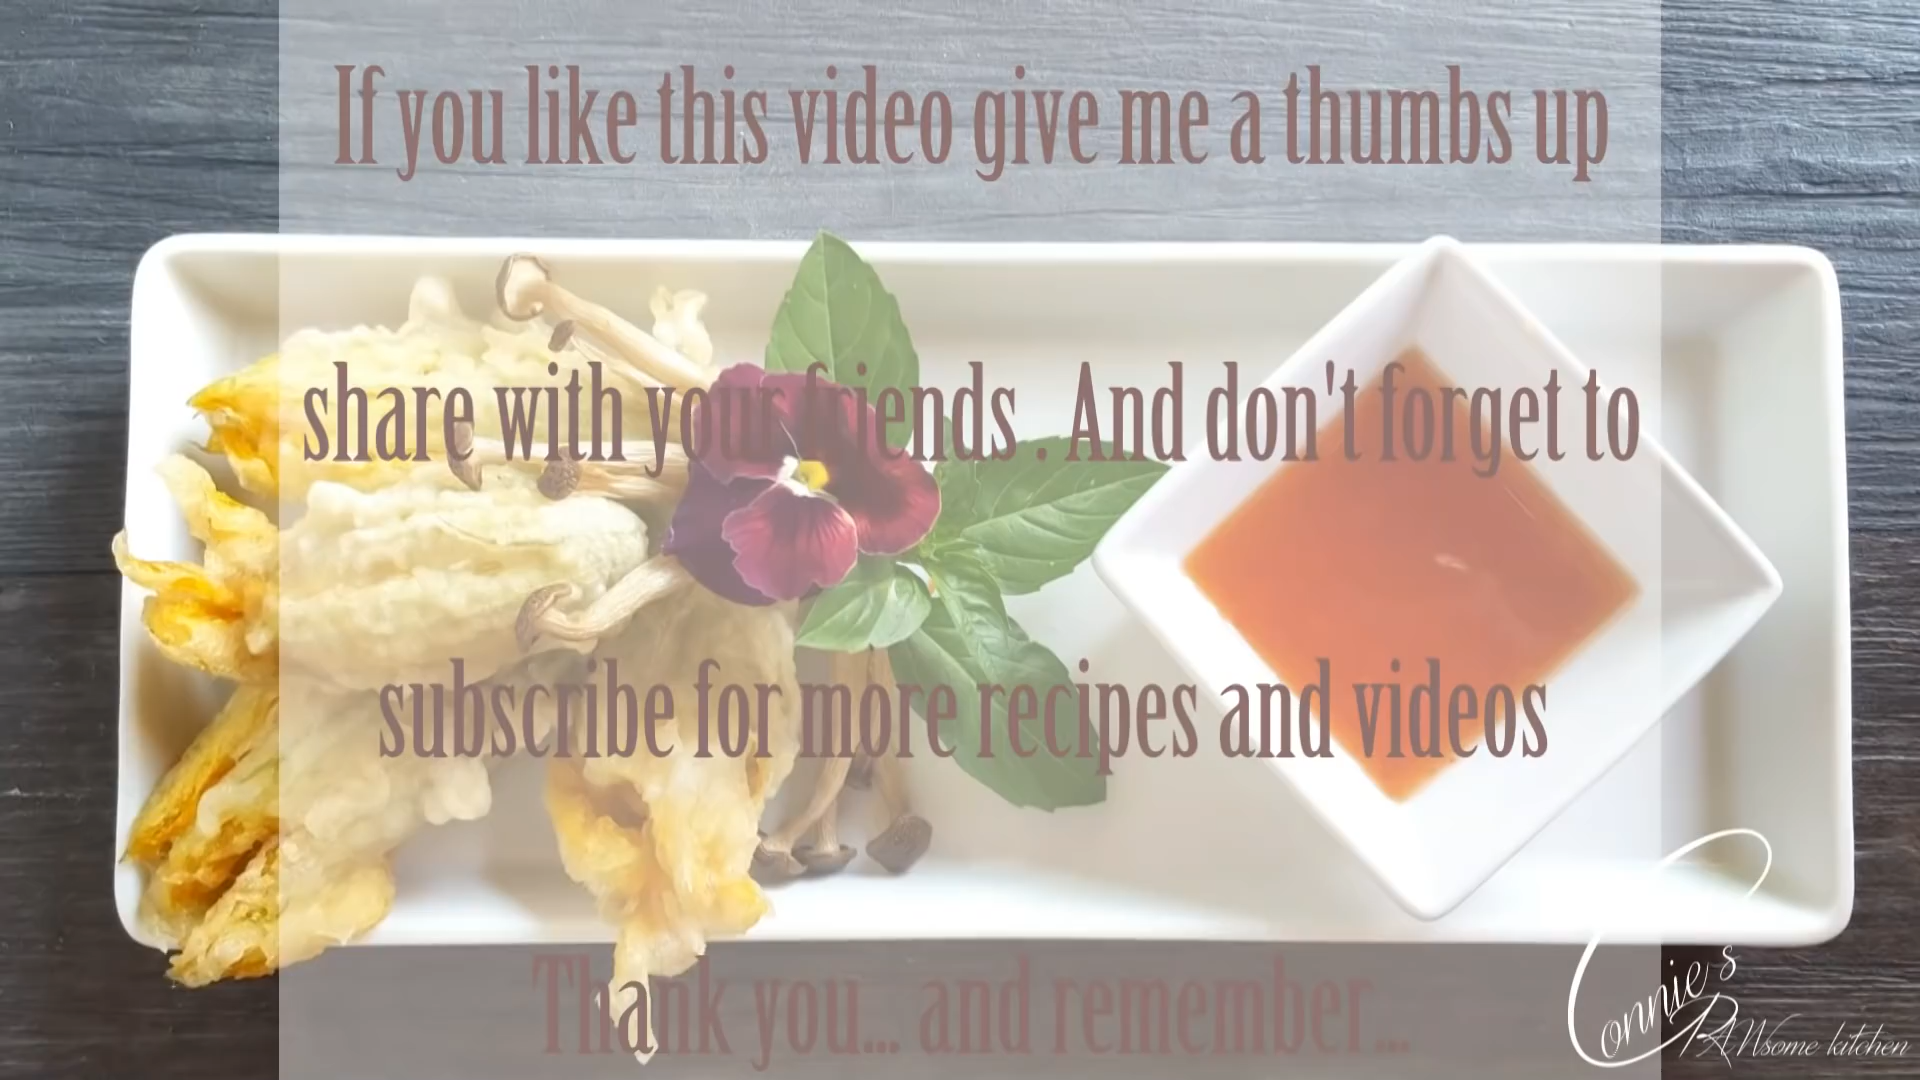 If you like this video give me a thumbs up
share with your friends . And don't forget to
subscribe for more recipes and videos
Thank you... and remember...
Connie's
RAWsome kitchen